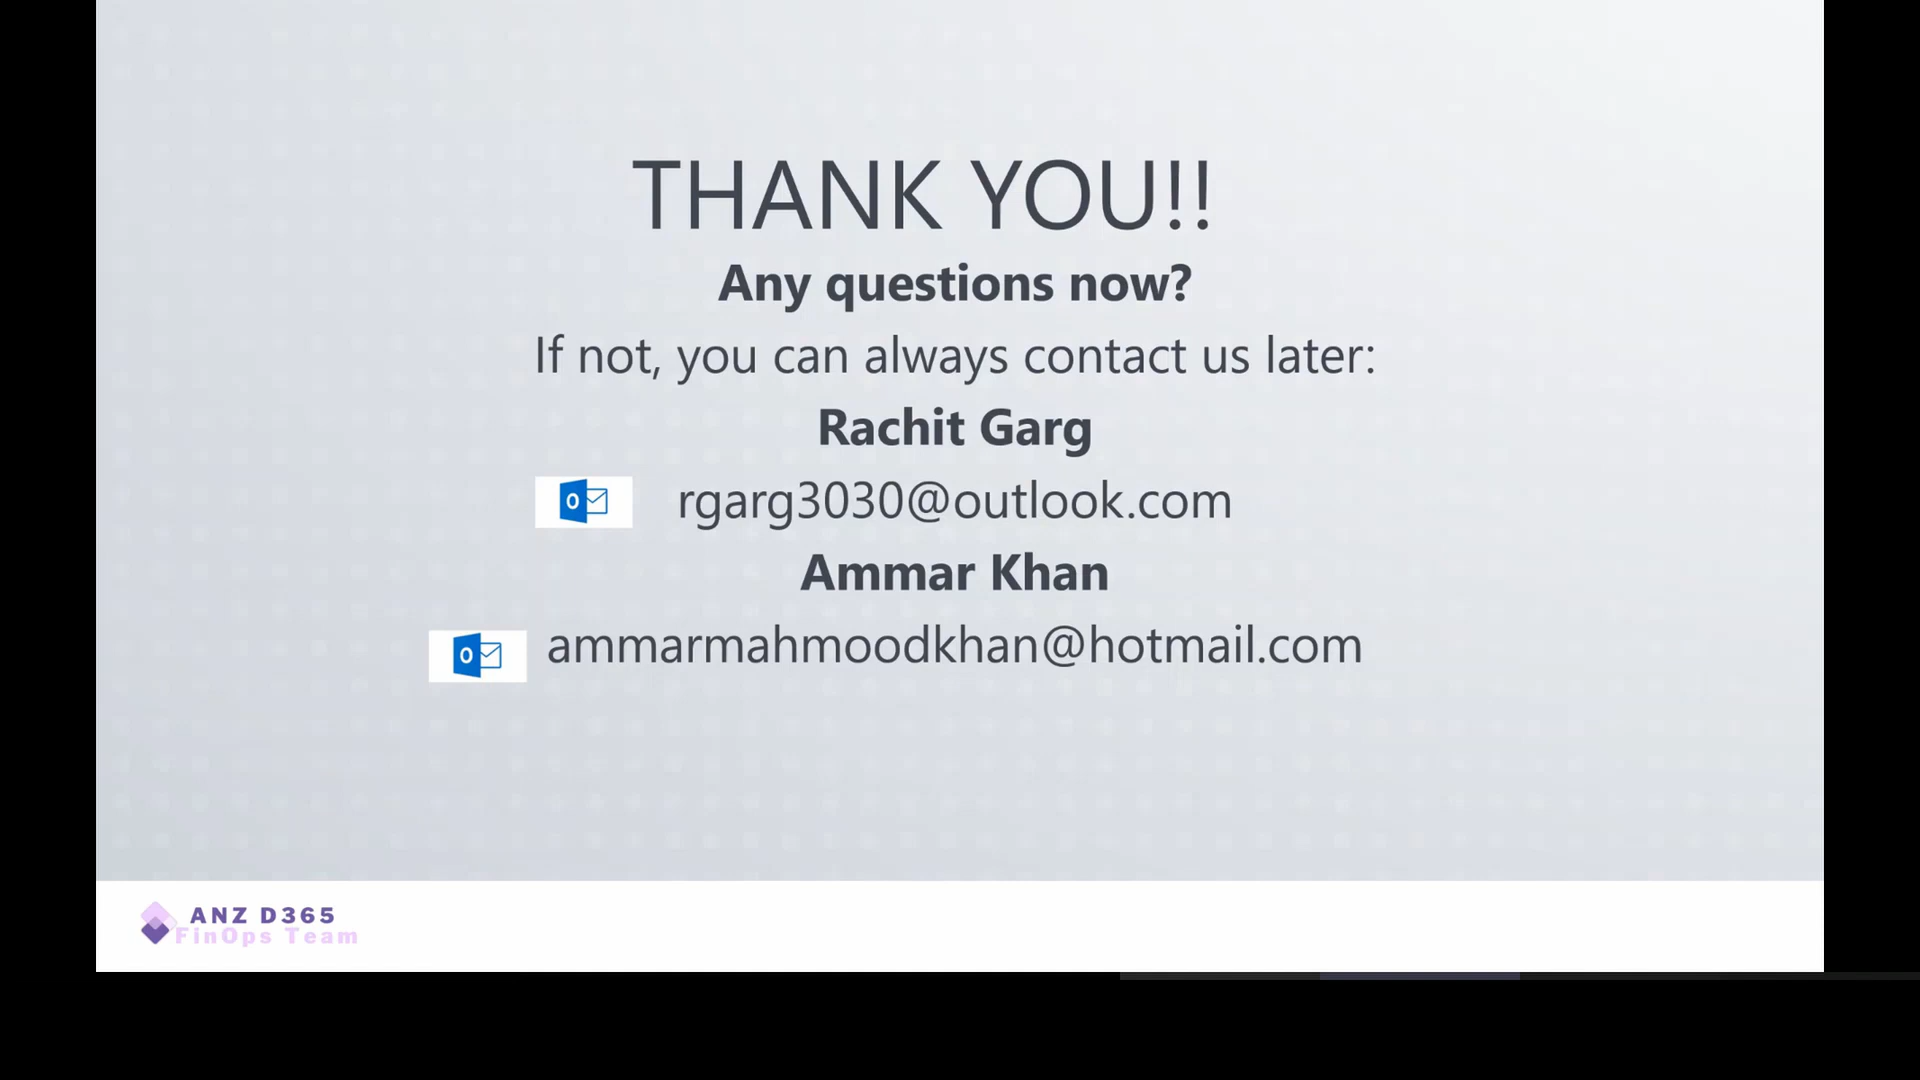 THANK YOU!!
Any questions now?
If not, you can always contact us later:
Rachit Garg
rgarg3030@outlook.com
Ammar Khan
ammarmahmoodkhan@hotmail.com
ANZ D365
FinOps Team